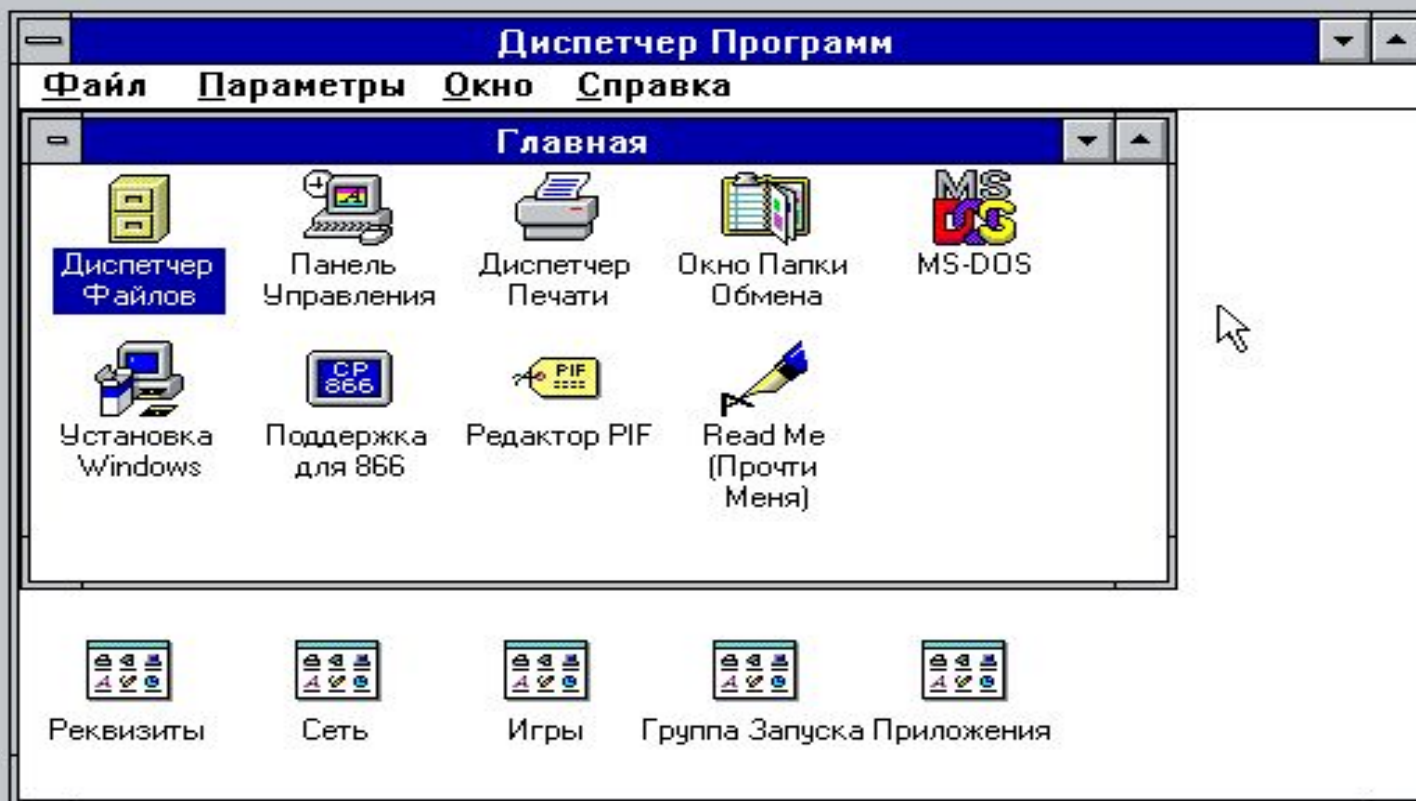 Диспетчер Программ
Файл Параметры Окно Справка
Главная
Диспетчер Файлов
Панель Управления
Диспетчер Печати
Окно Папки Обмена
MS DOS
MS-DOS
Установка Windows
CP 866
Поддержка для 866
PIF
Редактор PIF
Read Me (Прочти Меня)
Реквизиты
Сеть
Игры
Группа Запуска
Приложения